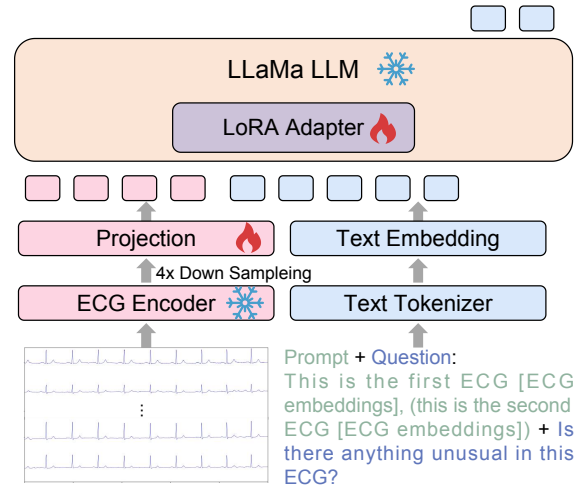 LLaMa LLM
LoRA Adapter
Projection
Text Embedding
4x Down Sampleing
ECG Encoder
Text Tokenizer
Prompt + Question:
This is the first ECG [ECG
embeddings], (this is the second
ECG [ECG embeddings]) + Is
there anything unusual in this
ECG?